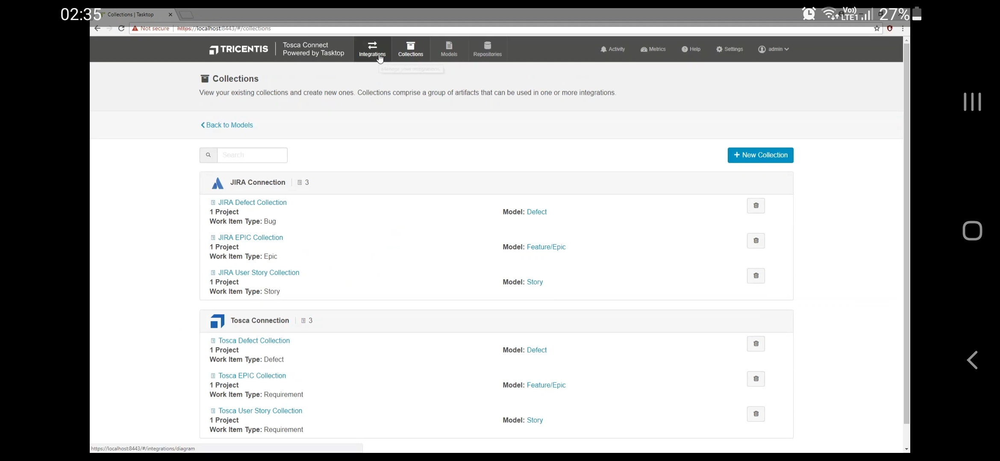 02:35
Vo))
LTE1
27%
Collections | Tasktop
Not secure
https://localhost:8443/#/collections
TRICENTIS
Tosca Connect
Powered by Tasktop
Integrations
Collections
Models
Repositories
Activity
Metrics
Help
Settings
admin
Manage your integrations.
Collections
View your existing collections and create new ones. Collections comprise a group of artifacts that can be used in one or more integrations.
Back to Models
Search
+ New Collection
JIRA Connection 3
JIRA Defect Collection
1 Project
Model: Defect
Work Item Type: Bug
JIRA EPIC Collection
1 Project
Model: Feature/Epic
Work Item Type: Epic
JIRA User Story Collection
1 Project
Model: Story
Work Item Type: Story
Tosca Connection 3
Tosca Defect Collection
1 Project
Model: Defect
Work Item Type: Defect
Tosca EPIC Collection
1 Project
Model: Feature/Epic
Work Item Type: Requirement
Tosca User Story Collection
1 Project
Model: Story
Work Item Type: Requirement
https://localhost:8443/#/integrations/diagram